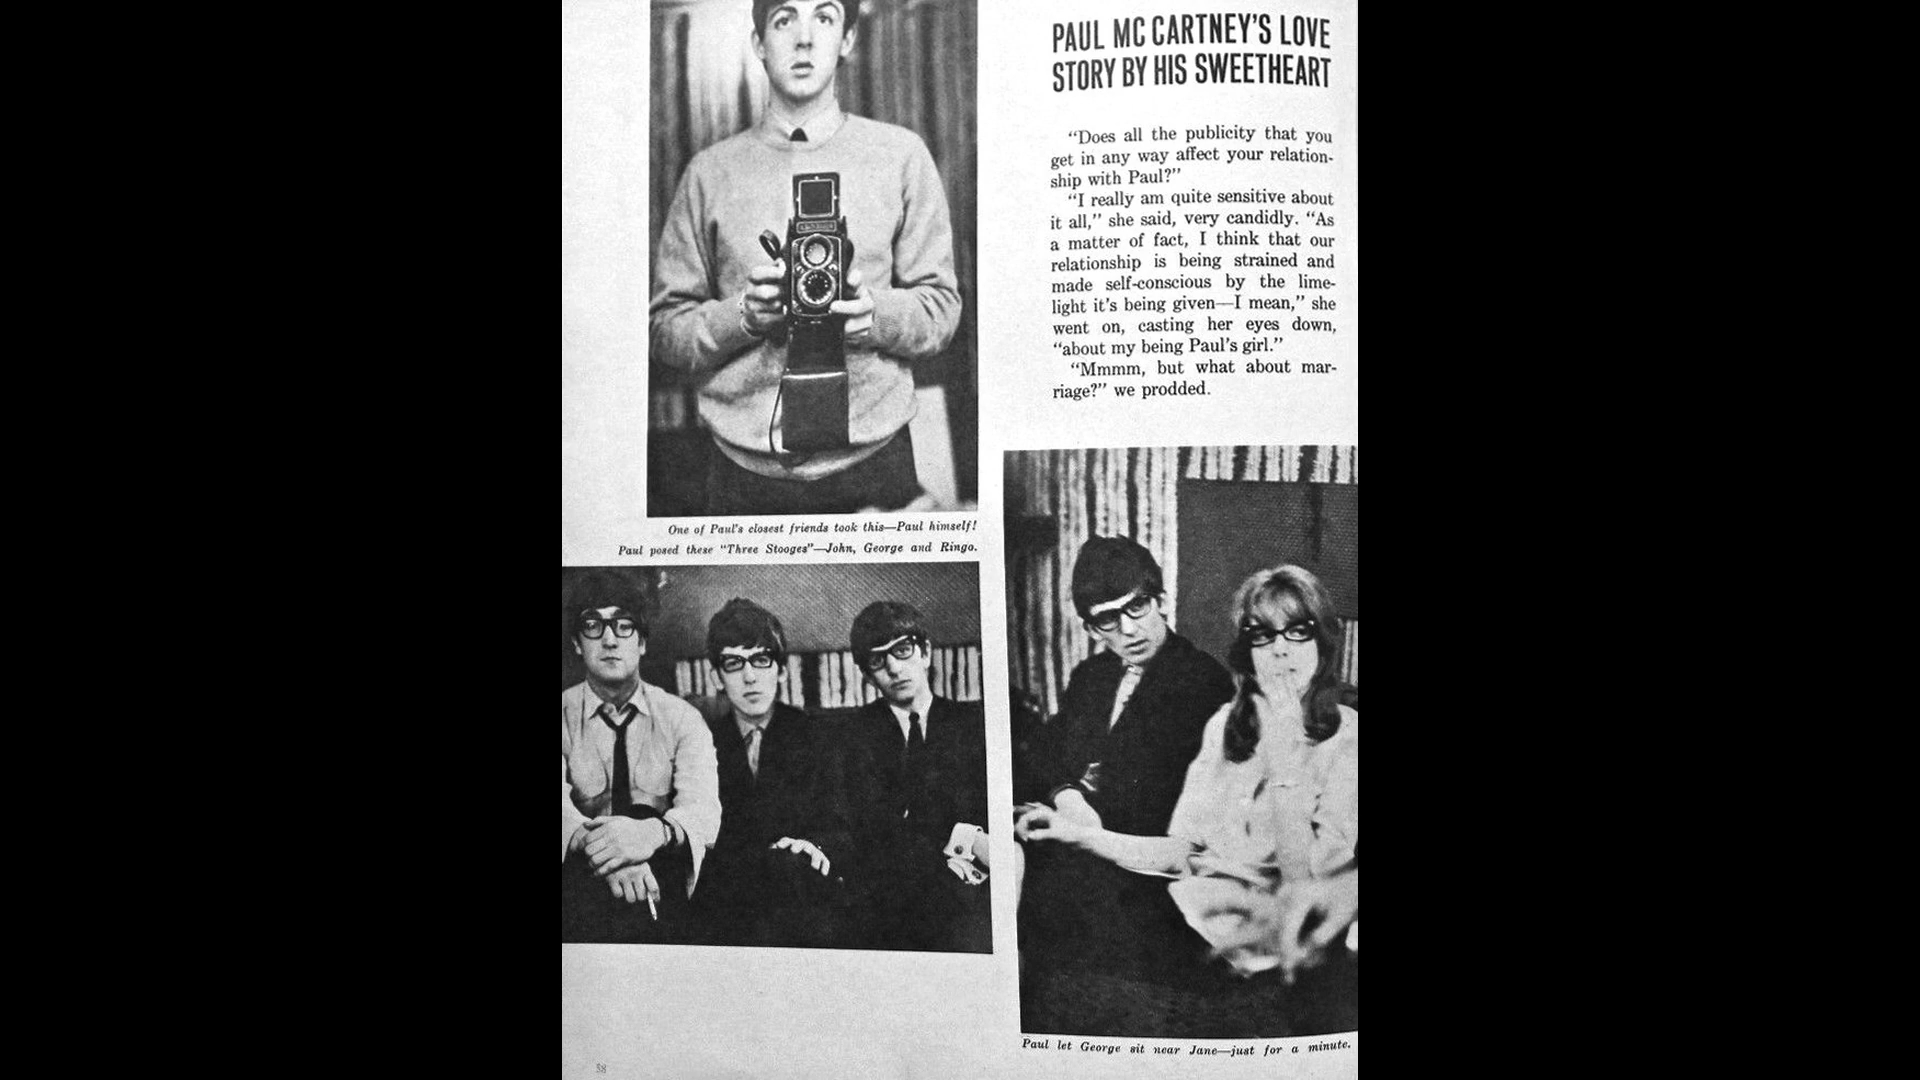 PAUL MC CARTNEY'S LOVE
STORY BY HIS SWEETHEART
“Does all the publicity that you
get in any way affect your relation-
ship with Paul?”
“I really am quite sensitive about
it all,” she said, very candidly. “As
a matter of fact, I think that our
relationship is being strained and
made self-conscious by the lime-
light it's being given—I mean,” she
went on, casting her eyes down,
“about my being Paul's girl.”
“Mmmm, but what about mar-
riage?” we prodded.
One of Paul's closest friends took this—Paul himself!
Paul posed these “Three Stooges”—John, George and Ringo.
Paul let George sit near Jane—just for a minute.
58